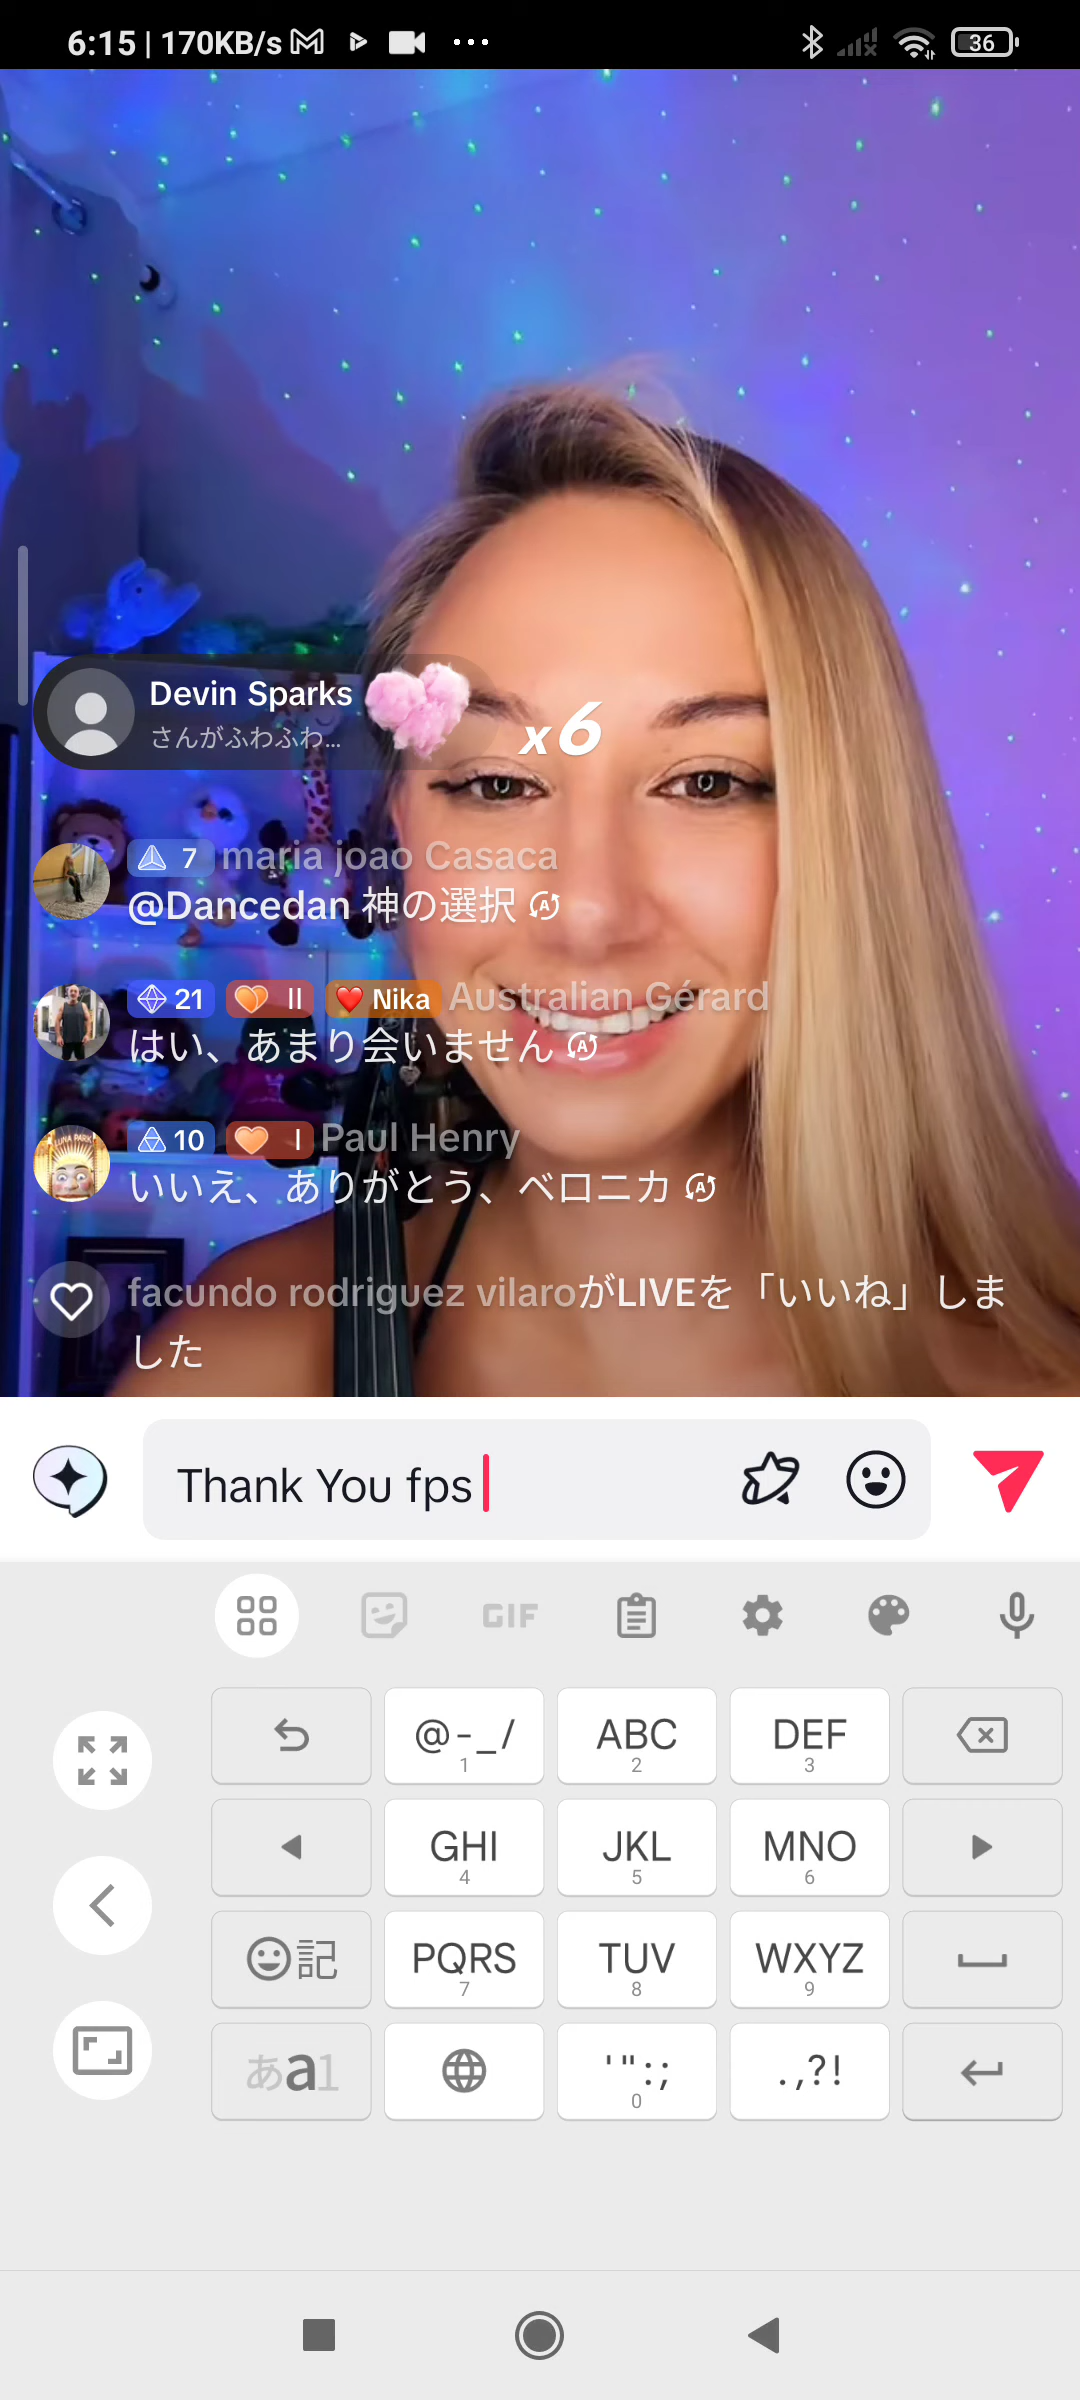 6:15 | 170KB/s
36
Devin Sparks
さんがふわふわ...
x6
7 maria joao Casaca
@Dancedan 神の選択
21 II Nika Australian Gérard
はい、あまり会いません
10 I Paul Henry
いいえ、ありがとう、ベロニカ
facundo rodriguez vilaroがLIVEを「いいね」しま
した
Thank You fps
GIF
@-_/ ABC DEF
1 2 3
GHI JKL MNO
4 5 6
記 PQRS TUV WXYZ
7 8 9
あa1 '":; .,?!
0